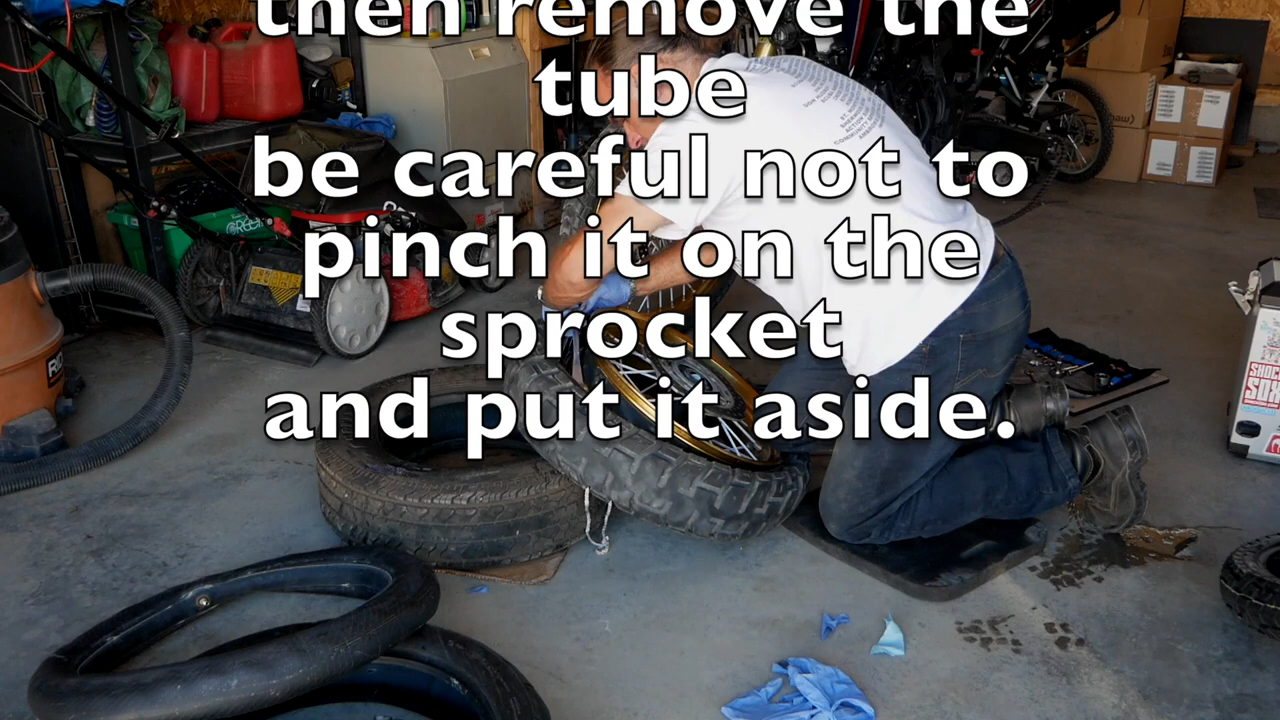 then remove the
tube
be careful not to
pinch it on the
sprocket
and put it aside.